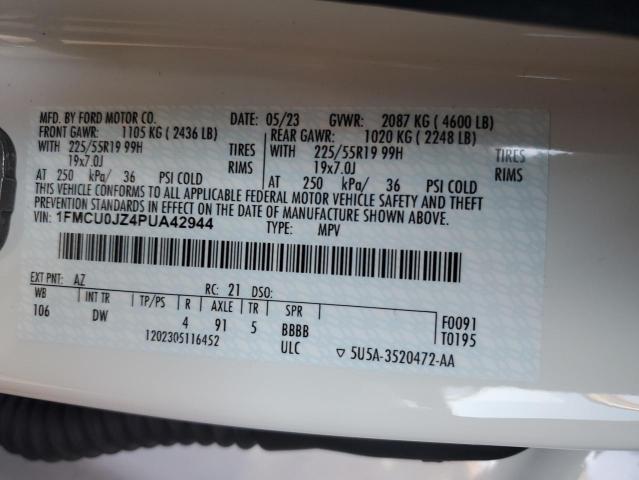 MFD. BY FORD MOTOR CO. 05/23 GVWR: 2087 KG ( 4600 LB)
FRONT GAWR: 1105 KG ( 2436 LB) REAR GAWR: 1020 KG ( 2248 LB)
WITH 225/55R19 99H TIRES WITH 225/55R19 99H TIRES
19x7.0J RIMS 19x7.0J RIMS
AT 250 kPa/ 36 PSI COLD AT 250 kPa/ 36 PSI COLD
THIS VEHICLE CONFORMS TO ALL APPLICABLE FEDERAL MOTOR VEHICLE SAFETY AND THEFT
PREVENTION STANDARDS IN EFFECT ON THE DATE OF MANUFACTURE SHOWN ABOVE.
VIN: 1FMCU0JZ4PUA42944 TYPE: MPV
EXT PNT: AZ RC: 21 DSO:
WB INT TR TP/PS R AXLE TR SPR F0091
106 DW 4 91 5 BBBB T0195
1202305116452 ULC ▽ 5U5A-3520472-AA